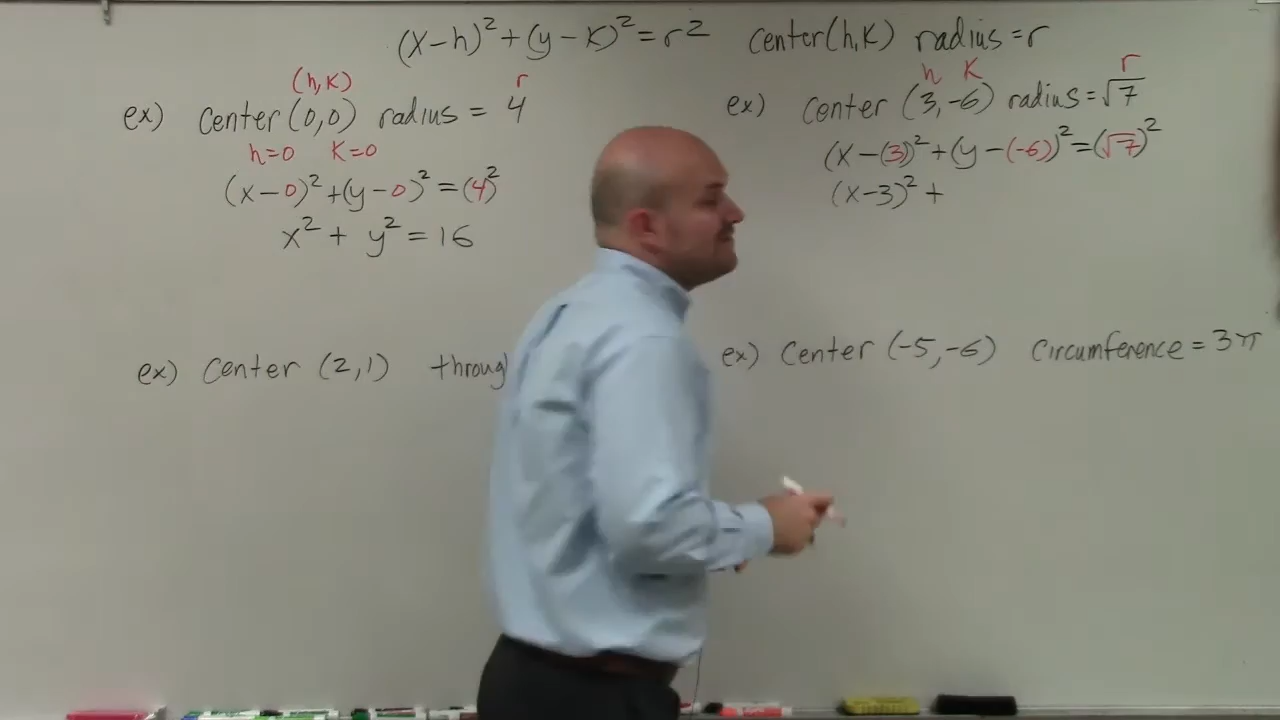 (x-h)² + (y-k)² = r² center(h,k) radius = r
(h,k) r
ex) center (0,0) radius = 4
h=0 k=0
(x-0)² + (y-0)² = (4)²
x² + y² = 16
h k r
ex) center (3,-6) radius = √7
(x-(3))² + (y-(-6))² = (√7)²
(x-3)² +
ex) center (2,1)
ex) center (-5,-6) circumference = 3π